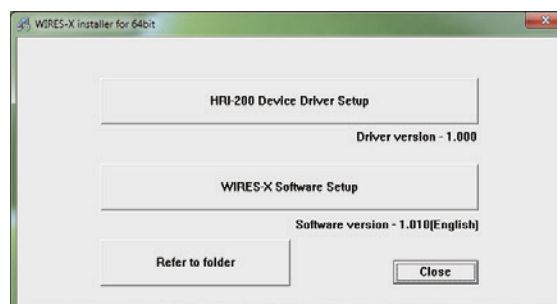 WIRES-X installer for 64bit
HRI-200 Device Driver Setup
Driver version - 1.000
WIRES-X Software Setup
Software version - 1.010[English]
Refer to folder
Close